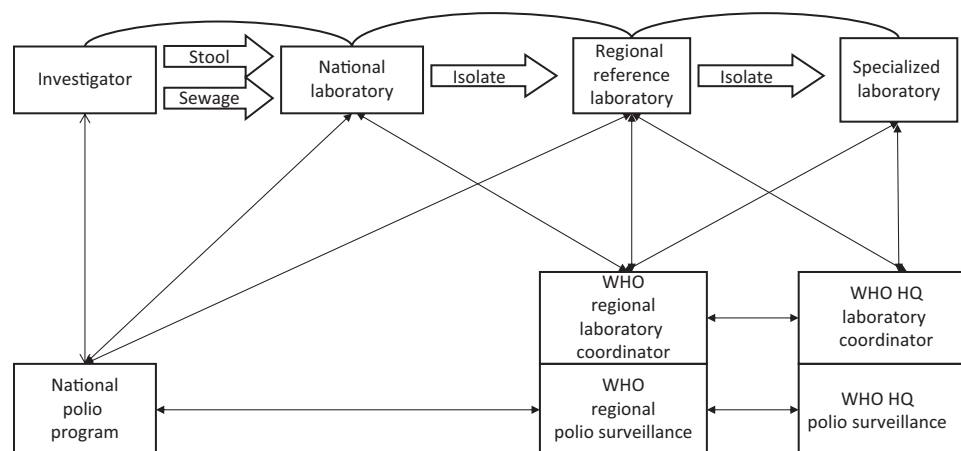 Investigator
Stool
Sewage
National
laboratory
Isolate
Regional
reference
laboratory
Isolate
Specialized
laboratory
WHO
regional
laboratory
coordinator
WHO HQ
laboratory
coordinator
National
polio
program
WHO
regional
polio surveillance
WHO HQ
polio surveillance